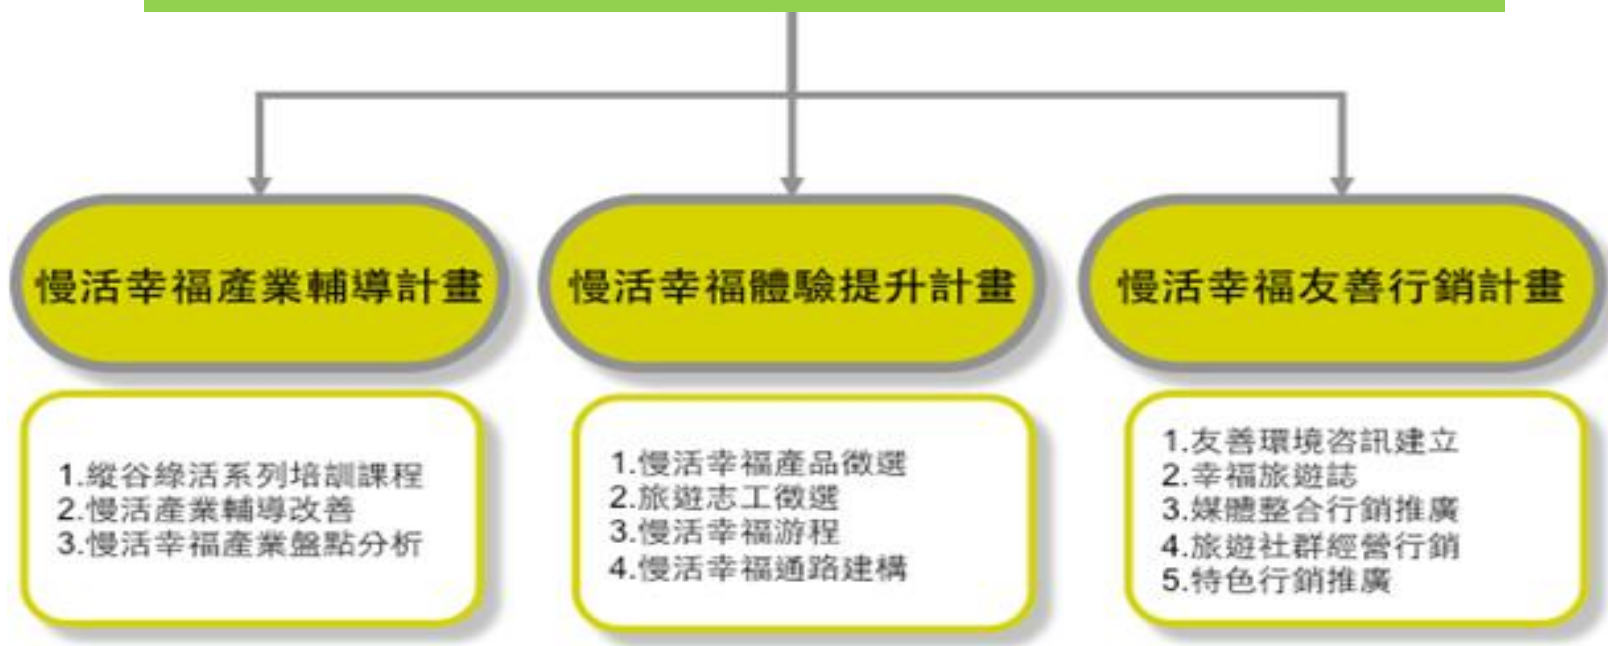 慢活幸福產業輔導計畫
1.縱谷綠活系列培訓課程
2.慢活產業輔導改善
3.慢活幸福產業盤點分析
慢活幸福體驗提升計畫
1.慢活幸福產品徵選
2.旅遊志工徵選
3.慢活幸福游程
4.慢活幸福通路建構
慢活幸福友善行銷計畫
1.友善環境咨訊建立
2.幸福旅遊誌
3.媒體整合行銷推廣
4.旅遊社群經營行銷
5.特色行銷推廣